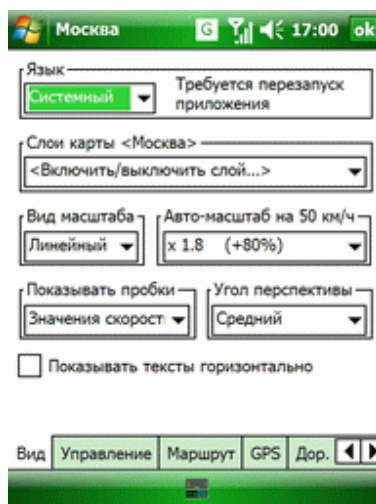 Москва G 17:00 ok
Язык
Системный
Требуется перезапуск
приложения
Слои карты <Москва>
<Включить/выключить слой...>
Вид масштаба Авто-масштаб на 50 км/ч
Линейный x 1.8 (+80%)
Показывать пробки Угол перспективы
Значения скорост Средний
Показывать тексты горизонтально
Вид Управление Маршрут GPS Дор.